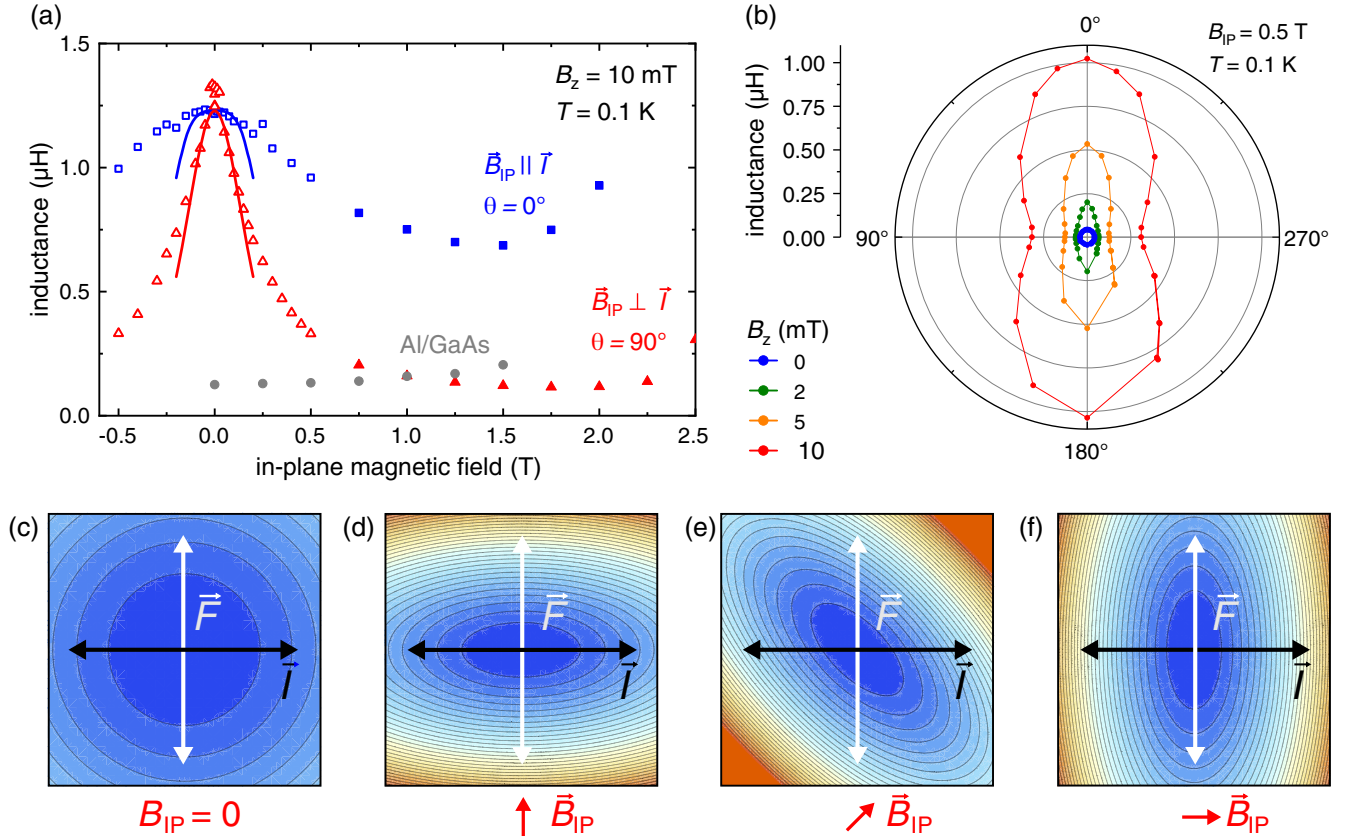 (a)
1.5
1.0
0.5
0.0
inductance (µH)
-0.5 0.0 0.5 1.0 1.5 2.0 2.5
in-plane magnetic field (T)
B_z = 10 mT
T = 0.1 K
B⃗_IP || I⃗
θ = 0°
B⃗_IP ⊥ I⃗
θ = 90°
Al/GaAs
(b)
0°
B_IP = 0.5 T
T = 0.1 K
1.00
0.75
0.50
0.25
0.00
inductance (µH)
90°
270°
180°
B_z (mT)
0
2
5
10
(c)
F⃗
I⃗
B_IP = 0
(d)
F⃗
I⃗
B⃗_IP
(e)
F⃗
I⃗
B⃗_IP
(f)
F⃗
I⃗
B⃗_IP